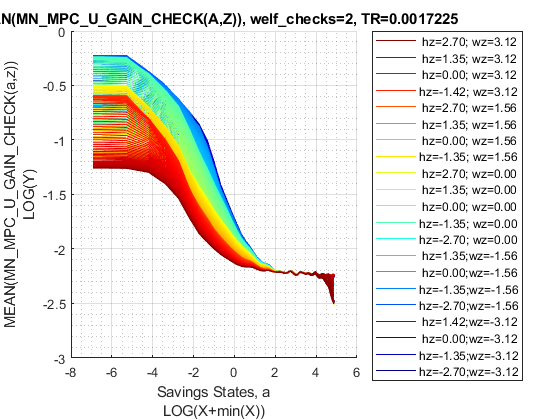 N(MN_MPC_U_GAIN_CHECK(A,Z)), welf_checks=2, TR=0.0017225
0
-0.5
-1
-1.5
-2
-2.5
-3
-8
-6
-4
-2
0
2
4
6
MEAN(MN_MPC_U_GAIN_CHECK(a,z))
LOG(Y)
Savings States, a
LOG(X+min(X))
hz=2.70; wz=3.12
hz=1.35; wz=3.12
hz=0.00; wz=3.12
hz=-1.42; wz=3.12
hz=2.70; wz=1.56
hz=1.35; wz=1.56
hz=0.00; wz=1.56
hz=-1.35; wz=1.56
hz=2.70; wz=0.00
hz=1.35; wz=0.00
hz=0.00; wz=0.00
hz=-1.35; wz=0.00
hz=-2.70; wz=0.00
hz=1.35;wz=-1.56
hz=0.00;wz=-1.56
hz=-1.35;wz=-1.56
hz=-2.70;wz=-1.56
hz=1.42;wz=-3.12
hz=0.00;wz=-3.12
hz=-1.35;wz=-3.12
hz=-2.70;wz=-3.12